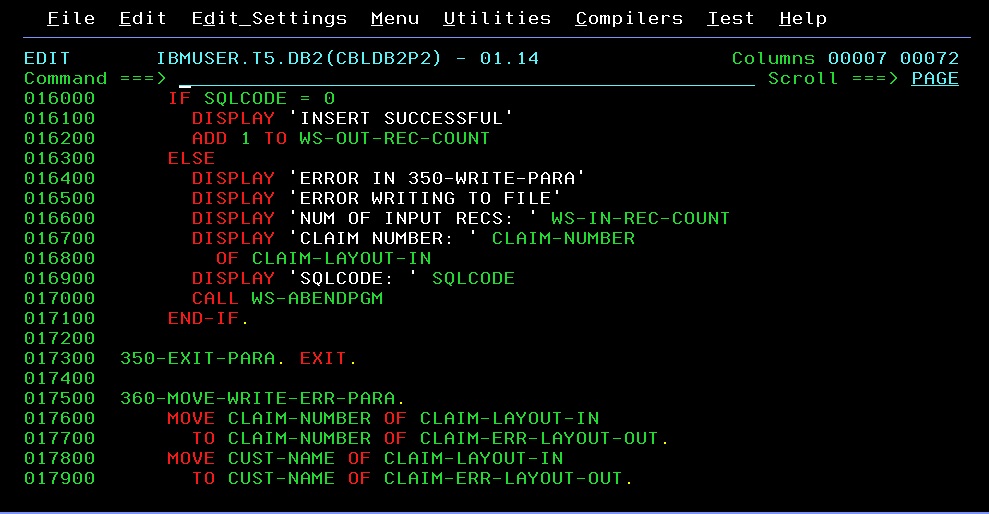 File  Edit  Edit_Settings  Menu  Utilities  Compilers  Test  Help
EDIT       IBMUSER.T5.DB2(CBLDB2P2) - 01.14                Columns 00007 00072
Command ===>                                                  Scroll ===> PAGE
016000      IF SQLCODE = 0
016100        DISPLAY 'INSERT SUCCESSFUL'
016200        ADD 1 TO WS-OUT-REC-COUNT
016300      ELSE
016400        DISPLAY 'ERROR IN 350-WRITE-PARA'
016500        DISPLAY 'ERROR WRITING TO FILE'
016600        DISPLAY 'NUM OF INPUT RECS: ' WS-IN-REC-COUNT
016700        DISPLAY 'CLAIM NUMBER: ' CLAIM-NUMBER
016800          OF CLAIM-LAYOUT-IN
016900        DISPLAY 'SQLCODE: ' SQLCODE
017000        CALL WS-ABENDPGM
017100      END-IF.
017200
017300  350-EXIT-PARA. EXIT.
017400
017500  360-MOVE-WRITE-ERR-PARA.
017600      MOVE CLAIM-NUMBER OF CLAIM-LAYOUT-IN
017700        TO CLAIM-NUMBER OF CLAIM-ERR-LAYOUT-OUT.
017800      MOVE CUST-NAME OF CLAIM-LAYOUT-IN
017900        TO CUST-NAME OF CLAIM-ERR-LAYOUT-OUT.